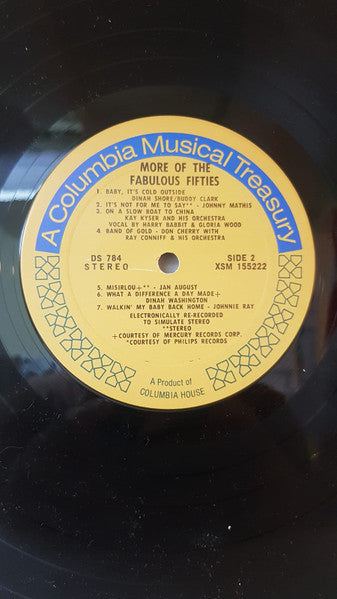 A Columbia Musical Treasury
MORE OF THE
FABULOUS FIFTIES
1. BABY, IT'S COLD OUTSIDE
DINAH SHORE/BUDDY CLARK
2. IT'S NOT FOR ME TO SAY** - JOHNNY MATHIS
3. ON A SLOW BOAT TO CHINA
KAY KYSER AND HIS ORCHESTRA
VOCAL BY HARRY BABBIT & GLORIA WOOD
4. BAND OF GOLD - DON CHERRY WITH
RAY CONNIFF & HIS ORCHESTRA
DS 784
STEREO
SIDE 2
XSM 155222
5. MISIRLOU+** - JAN AUGUST
6. WHAT A DIFFERENCE A DAY MADE+
DINAH WASHINGTON
7. WALKIN' MY BABY BACK HOME - JOHNNIE RAY
ELECTRONICALLY RE-RECORDED
TO SIMULATE STEREO
**STEREO
+COURTESY OF MERCURY RECORDS CORP.
*COURTESY OF PHILIPS RECORDS
A Product of
COLUMBIA HOUSE